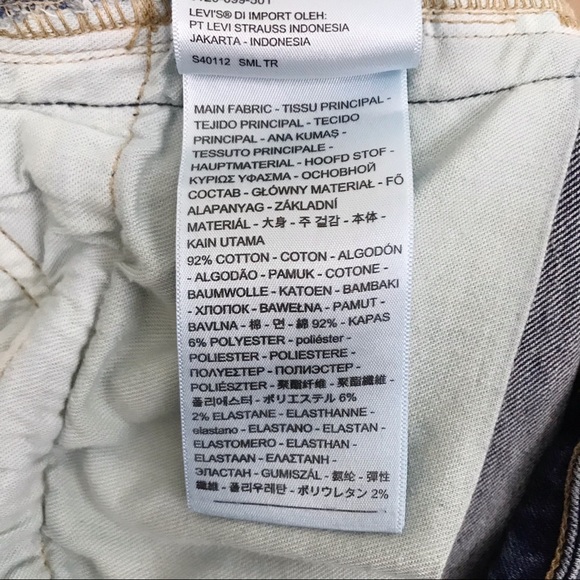 LEVI'S® DI IMPORT OLEH:
PT LEVI STRAUSS INDONESIA
JAKARTA - INDONESIA
S40112 SML TR
MAIN FABRIC - TISSU PRINCIPAL -
TEJIDO PRINCIPAL - TECIDO
PRINCIPAL - ANA KUMAŞ -
TESSUTO PRINCIPALE -
HAUPTMATERIAL - HOOFD STOF -
ΚΥΡΙΩΣ ΥΦΑΣΜΑ - ОСНОВНОЙ
СОСТАВ - GŁÓWNY MATERIAŁ - FŐ
ALAPANYAG - ZÁKLADNÍ
MATERIÁL - 大身 - 주 겉감 - 本体 -
KAIN UTAMA
92% COTTON - COTON - ALGODÓN
- ALGODÃO - PAMUK - COTONE -
BAUMWOLLE - KATOEN - BAMBAKI
- ХЛОПОК - BAWEŁNA - PAMUT -
BAVLNA - 棉 - 면 - 綿 92% - KAPAS
6% POLYESTER - poliéster -
POLIESTER - POLIESTERE -
ΠΟΛΥΕΣΤΕΡ - ПОЛИЭСТЕР -
POLIÉSZTER - 聚酯纤维 - 聚酯纖維 -
폴리에스터 - ポリエステル 6%
2% ELASTANE - ELASTHANNE -
elastano - ELASTANO - ELASTAN -
ELASTOMERO - ELASTHAN -
ELASTAAN - ΕΛΑΣΤΑΝΗ -
ЭЛАСТАН - GUMISZÁL - 氨纶 - 彈性
纖維 - 폴리우레탄 - ポリウレタン 2%